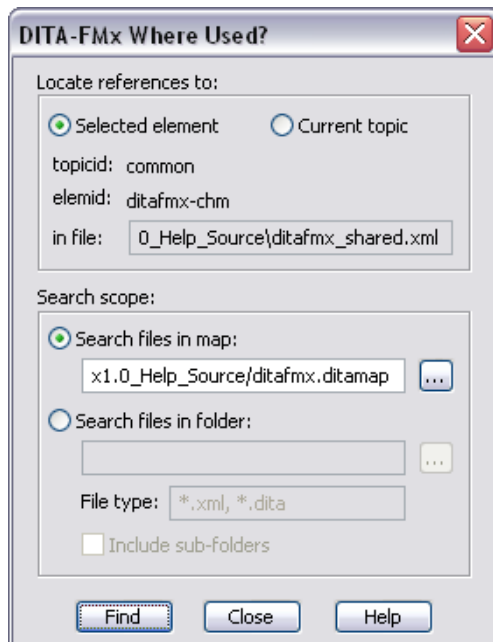 DITA-FMx Where Used?
Locate references to:
Selected element Current topic
topicid: common
elemid: ditafmx-chm
in file: 0_Help_Source\ditafmx_shared.xml
Search scope:
Search files in map:
x1.0_Help_Source/ditafmx.ditamap ...
Search files in folder:
...
File type: *.xml, *.dita
Include sub-folders
Find Close Help